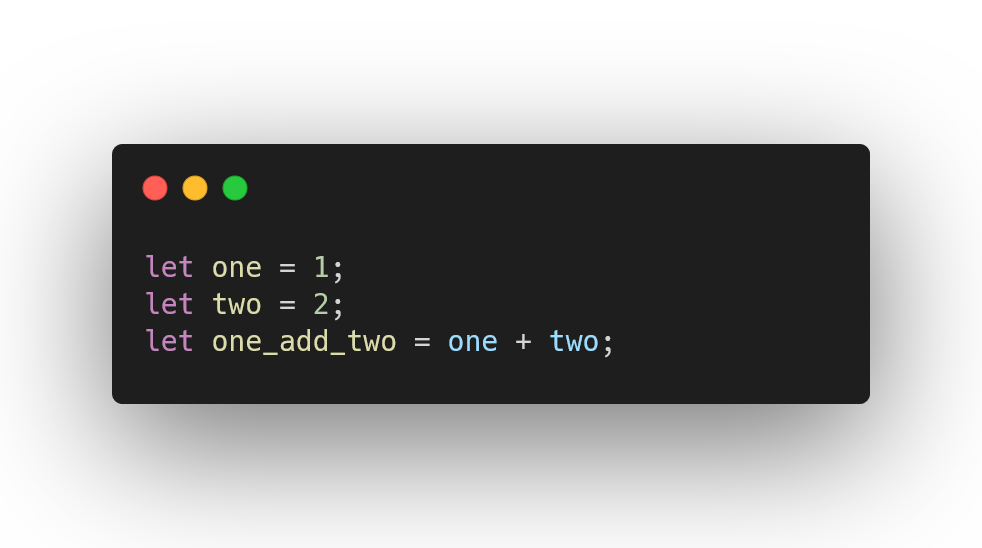 let one = 1;
let two = 2;
let one_add_two = one + two;